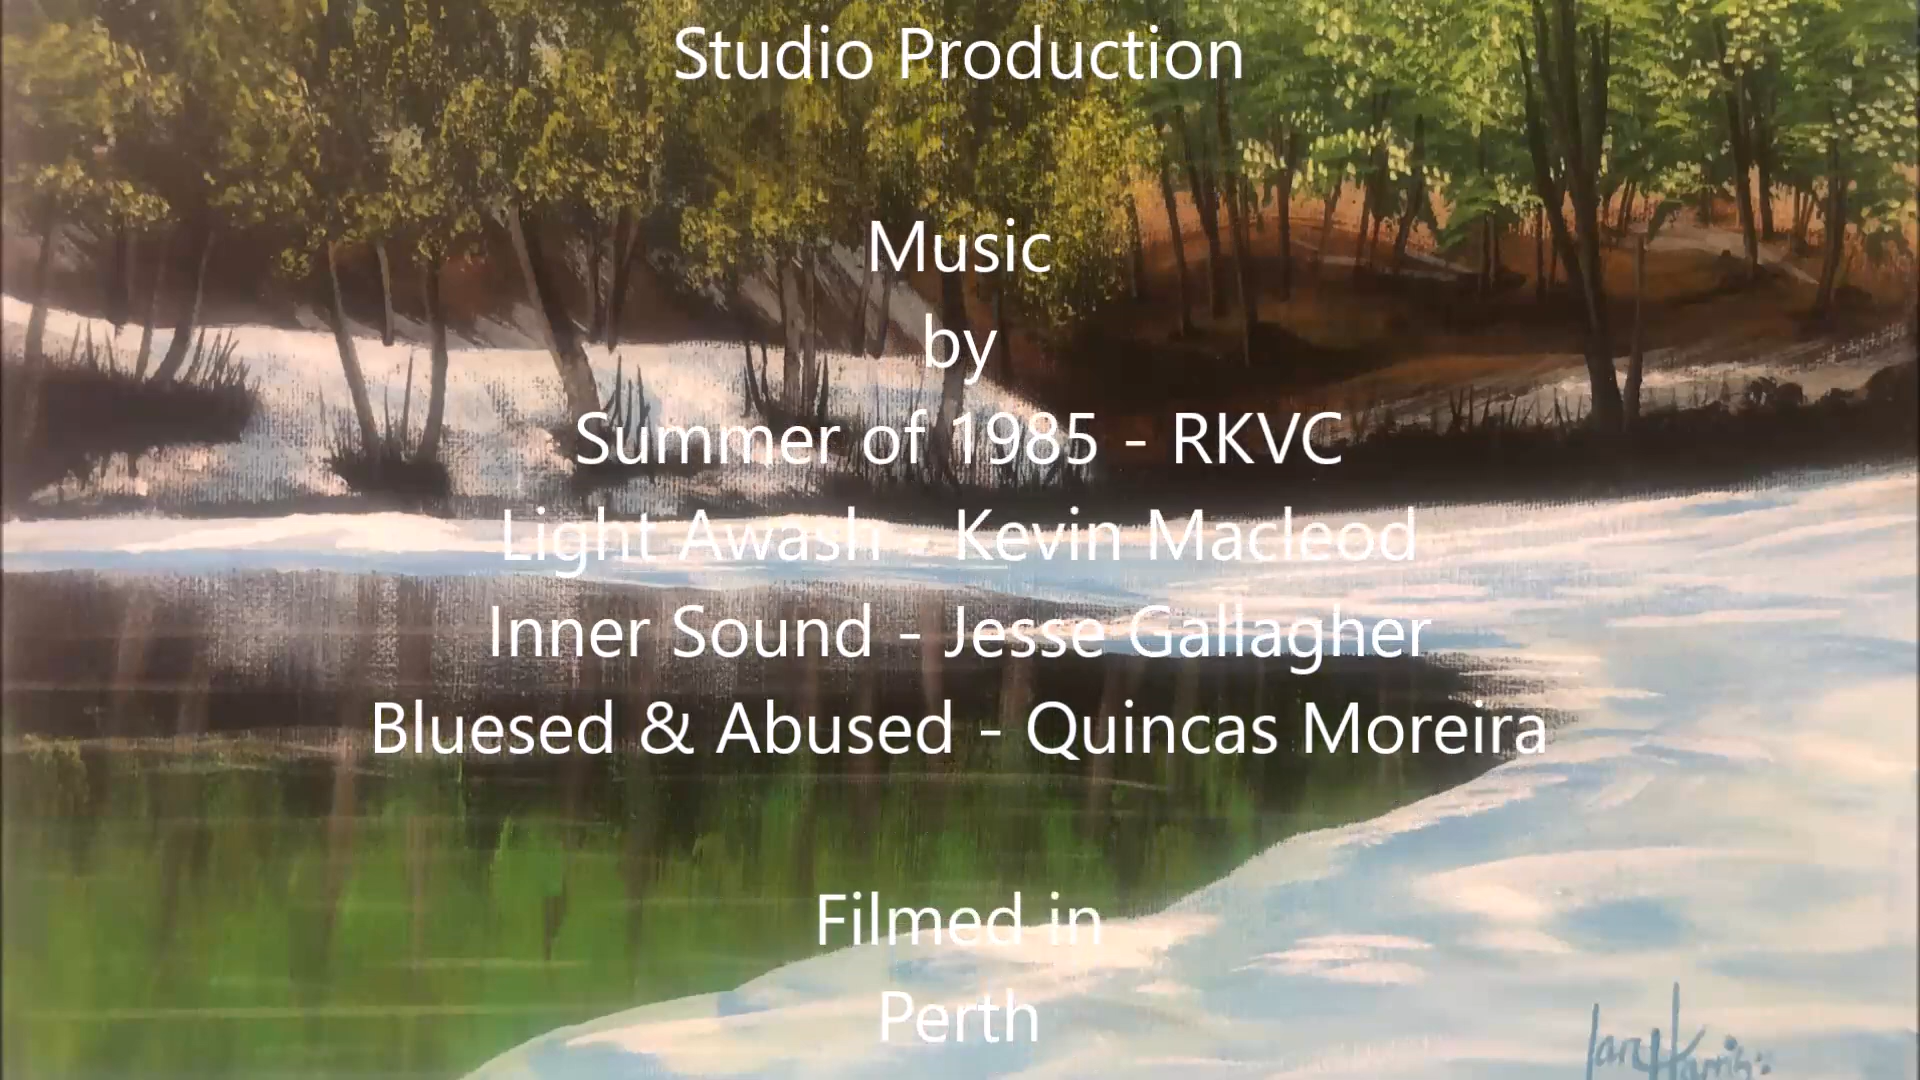 Studio Production
Music
by
Summer of 1985 - RKVC
Light Awash - Kevin Macleod
Inner Sound - Jesse Gallagher
Bluesed & Abused - Quincas Moreira
Filmed in
Perth